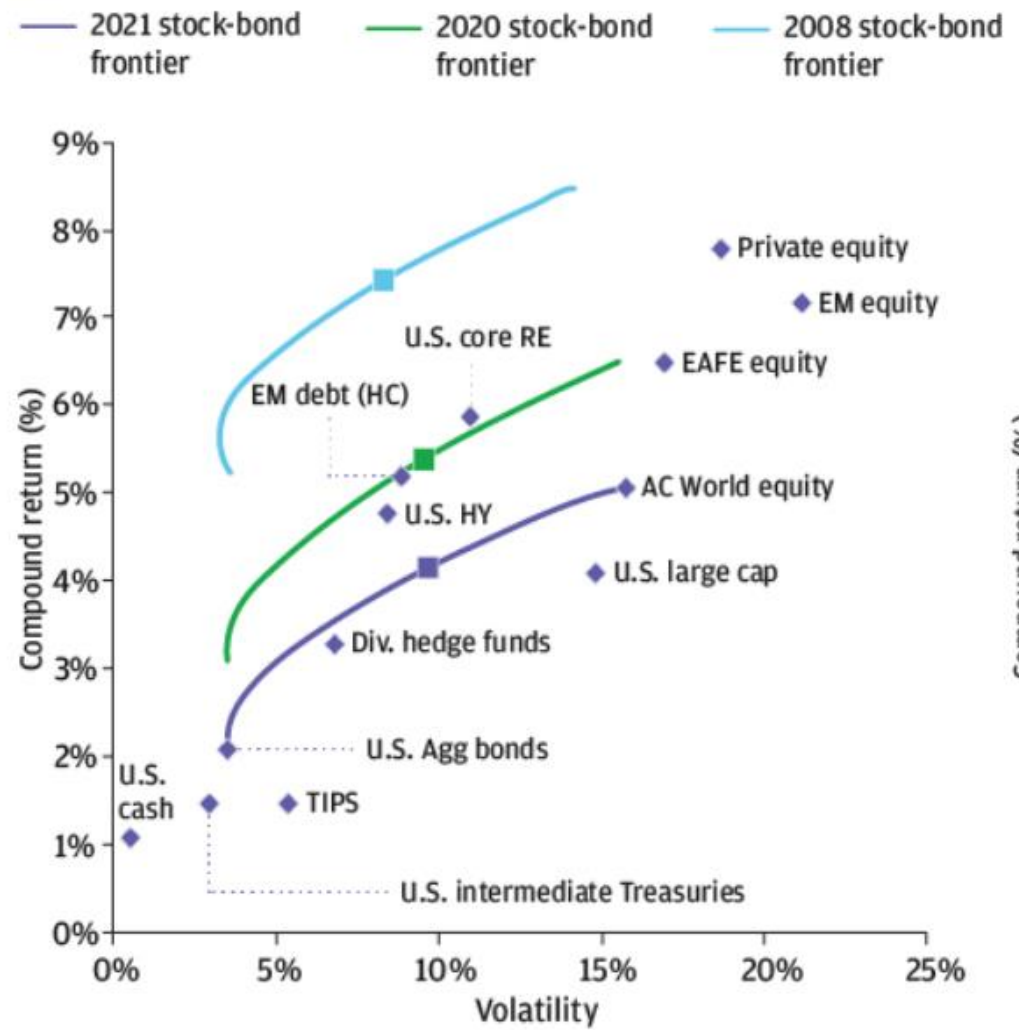 2021 stock-bond
frontier
2020 stock-bond
frontier
2008 stock-bond
frontier
9%
8%
7%
6%
5%
4%
3%
2%
1%
0%
Compound return (%)
Private equity
EM equity
U.S. core RE
EAFE equity
EM debt (HC)
AC World equity
U.S. HY
U.S. large cap
Div. hedge funds
U.S. Agg bonds
U.S.
cash
TIPS
U.S. intermediate Treasuries
0%
5%
10%
15%
20%
25%
Volatility